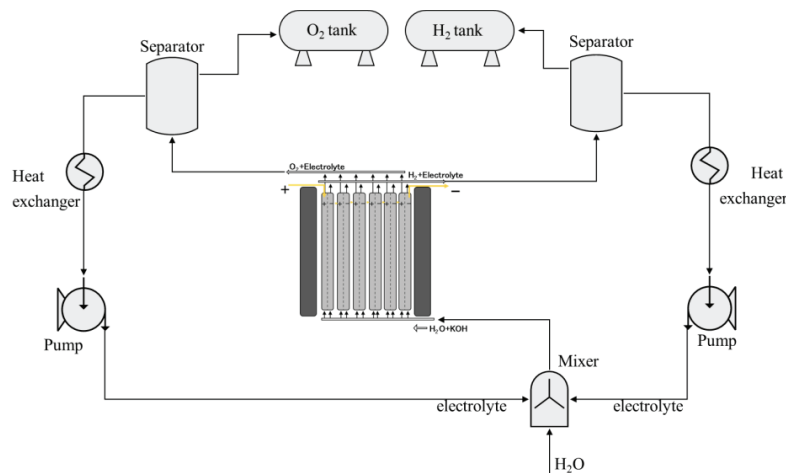 O₂ tank
H₂ tank
Separator
Separator
O₂+Electrolyte
H₂+Electrolyte
+
−
Heat
exchanger
Heat
exchanger
H₂O+KOH
Pump
Pump
Mixer
electrolyte
electrolyte
H₂O